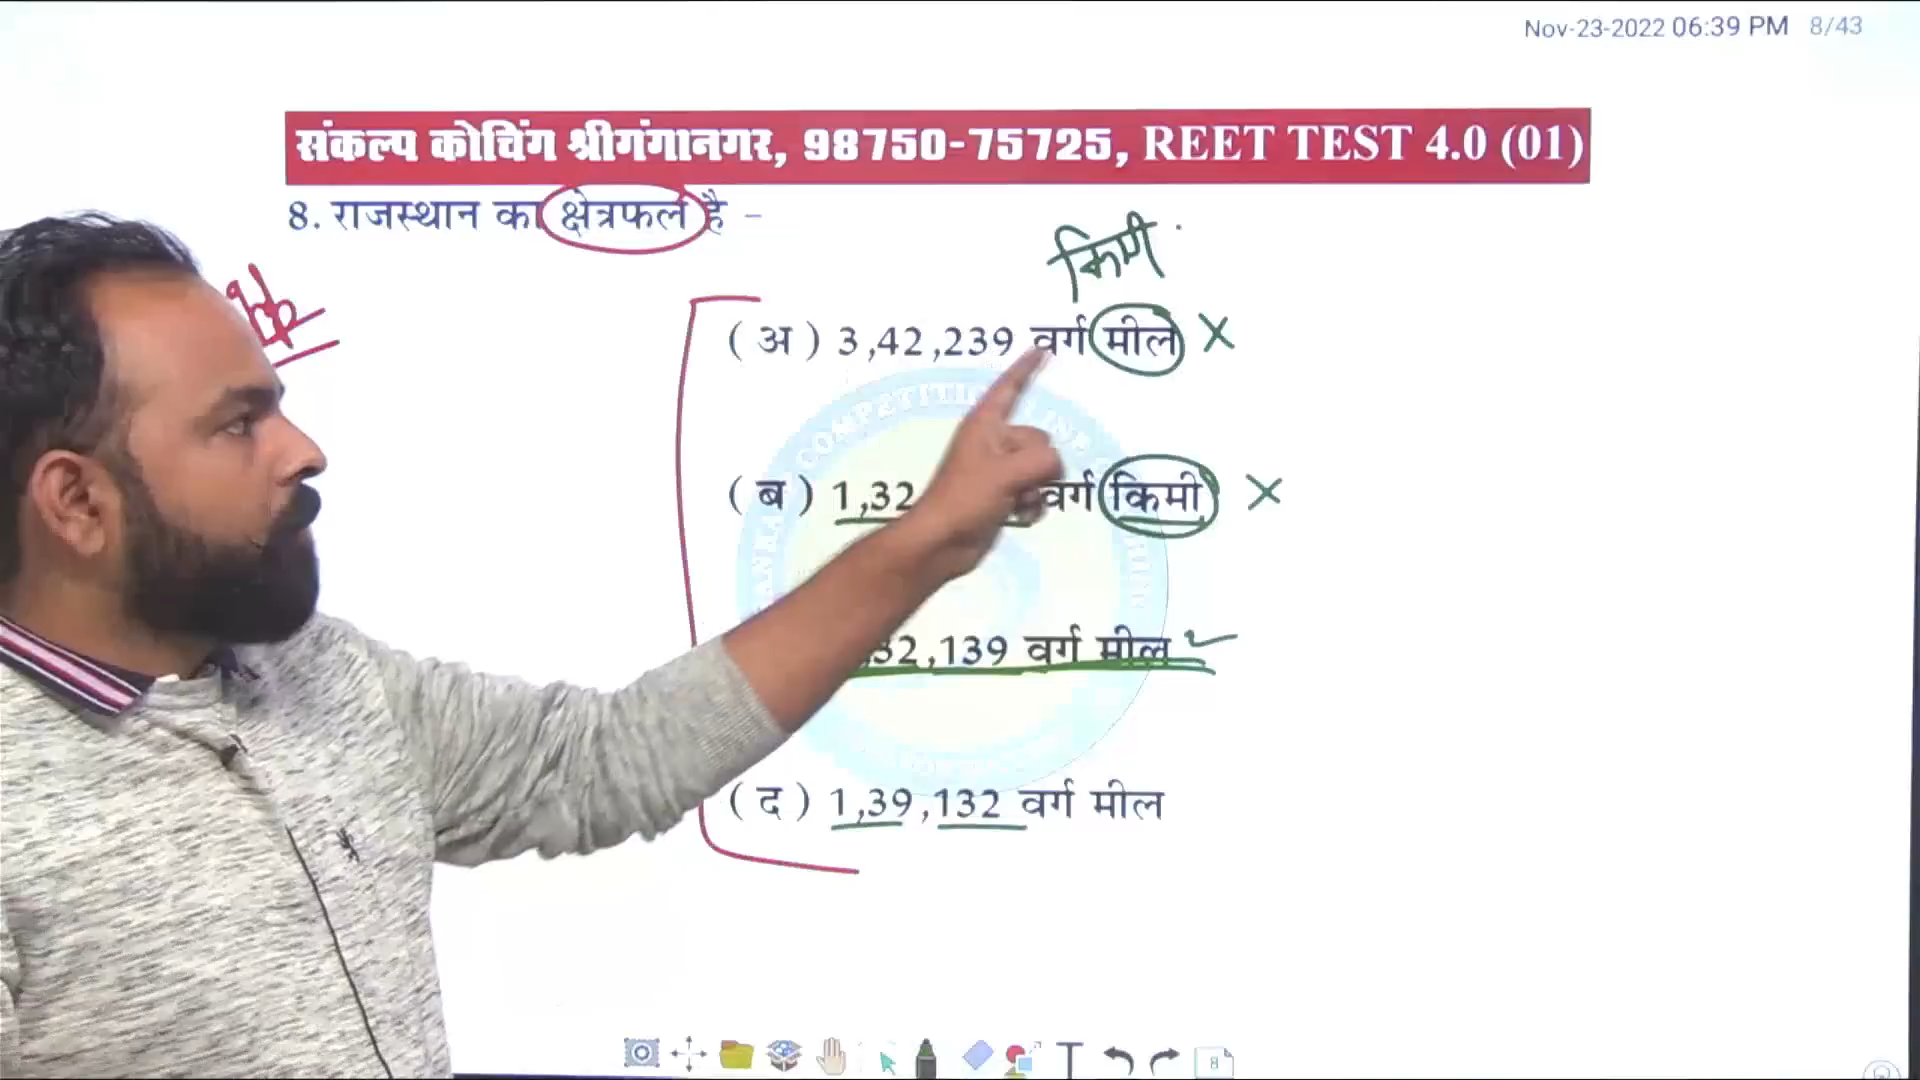 Nov-23-2022 06:39 PM 8/43
संकल्प कोचिंग श्रीगंगानगर, 98750-75725, REET TEST 4.0 (01)
8. राजस्थान का क्षेत्रफल है –
किमी
( अ ) 3,42,239 वर्ग मील ×
( ब ) 1,32 वर्ग किमी ×
32,139 वर्ग मील ✓
( द ) 1,39,132 वर्ग मील
8